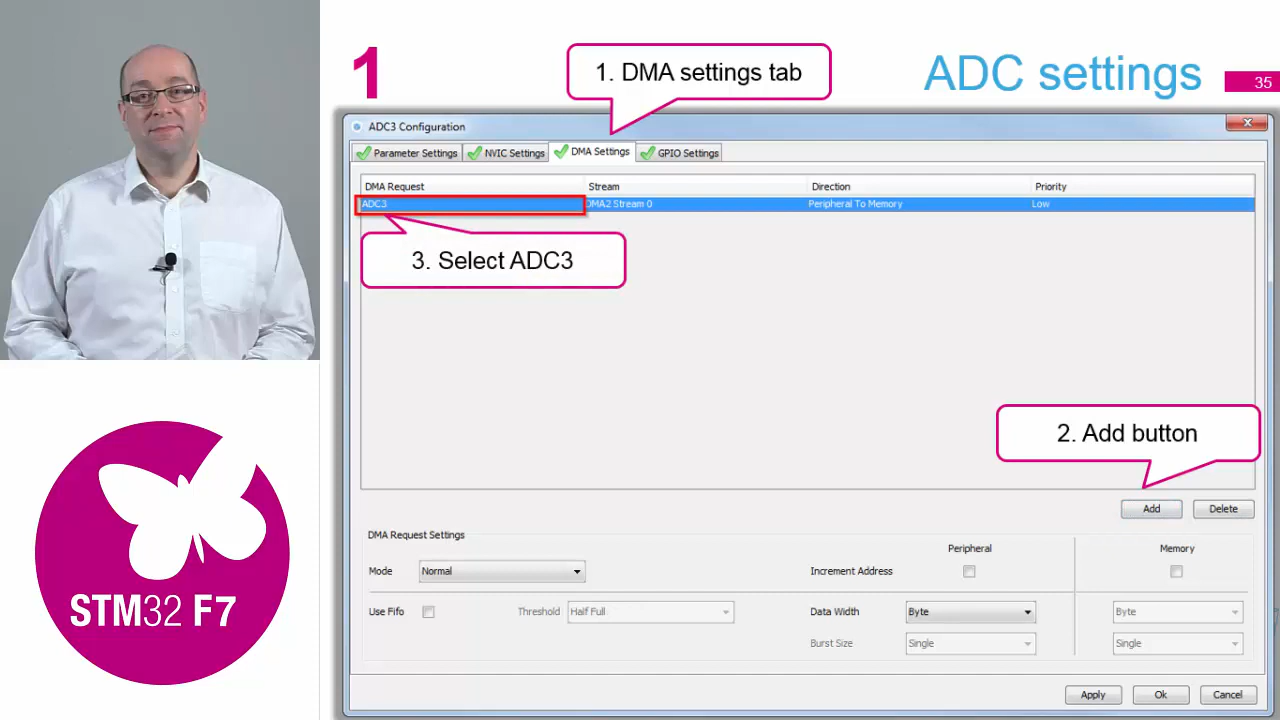 1
1. DMA settings tab
ADC settings
35
ADC3 Configuration
Parameter Settings NVIC Settings DMA Settings GPIO Settings
DMA Request Stream Direction Priority
ADC3 DMA2 Stream 0 Peripheral To Memory Low
3. Select ADC3
2. Add button
Add Delete
DMA Request Settings
Peripheral Memory
Mode Normal Increment Address
Use Fifo Threshold Half Full Data Width Byte Byte
Burst Size Single Single
Apply Ok Cancel
STM32 F7